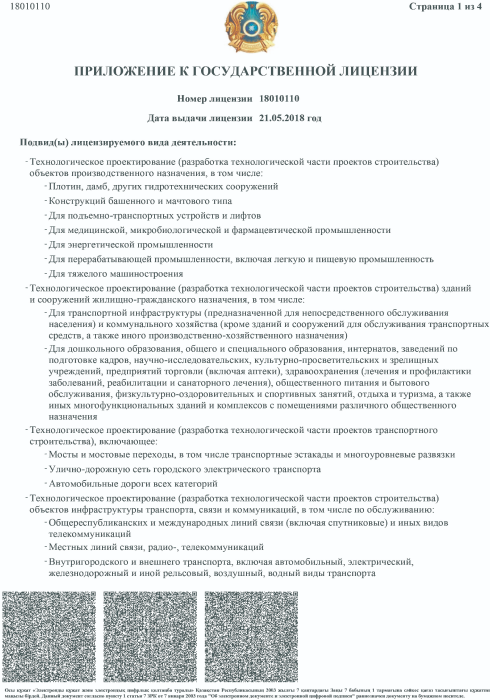 18010110
Страница 1 из 4
ПРИЛОЖЕНИЕ К ГОСУДАРСТВЕННОЙ ЛИЦЕНЗИИ
Номер лицензии 18010110
Дата выдачи лицензии 21.05.2018 год
Подвид(ы) лицензируемого вида деятельности:
- Технологическое проектирование (разработка технологической части проектов строительства)
объектов производственного назначения, в том числе:
- Плотин, дамб, других гидротехнических сооружений
- Конструкций башенного и мачтового типа
- Для подъемно-транспортных устройств и лифтов
- Для медицинской, микробиологической и фармацевтической промышленности
- Для энергетической промышленности
- Для перерабатывающей промышленности, включая легкую и пищевую промышленность
- Для тяжелого машиностроения
- Технологическое проектирование (разработка технологической части проектов строительства) зданий
и сооружений жилищно-гражданского назначения, в том числе:
- Для транспортной инфраструктуры (предназначенной для непосредственного обслуживания
населения) и коммунального хозяйства (кроме зданий и сооружений для обслуживания транспортных
средств, а также иного производственно-хозяйственного назначения)
- Для дошкольного образования, общего и специального образования, интернатов, заведений по
подготовке кадров, научно-исследовательских, культурно-просветительских и зрелищных
учреждений, предприятий торговли (включая аптеки), здравоохранения (лечения и профилактики
заболеваний, реабилитации и санаторного лечения), общественного питания и бытового
обслуживания, физкультурно-оздоровительных и спортивных занятий, отдыха и туризма, а также
иных многофункциональных зданий и комплексов с помещениями различного общественного
назначения
- Технологическое проектирование (разработка технологической части проектов транспортного
строительства), включающее:
- Мосты и мостовые переходы, в том числе транспортные эстакады и многоуровневые развязки
- Улично-дорожную сеть городского электрического транспорта
- Автомобильные дороги всех категорий
- Технологическое проектирование (разработка технологической части проектов строительства)
объектов инфраструктуры транспорта, связи и коммуникаций, в том числе по обслуживанию:
- Общереспубликанских и международных линий связи (включая спутниковые) и иных видов
телекоммуникаций
- Местных линий связи, радио-, телекоммуникаций
- Внутригородского и внешнего транспорта, включая автомобильный, электрический,
железнодорожный и иной рельсовый, воздушный, водный виды транспорта
Осы құжат «Электронды құжат және электрондық цифрлық қолтаңба туралы» Қазақстан Республикасының 2003 жылғы 7 қаңтардағы Заңы 7 бабының 1 тармағына сәйкес қағаз тасығыштағы құжатпен
маңызы бірдей. Данный документ согласно пункту 1 статьи 7 ЗРК от 7 января 2003 года "Об электронном документе и электронной цифровой подписи" равнозначен документу на бумажном носителе.